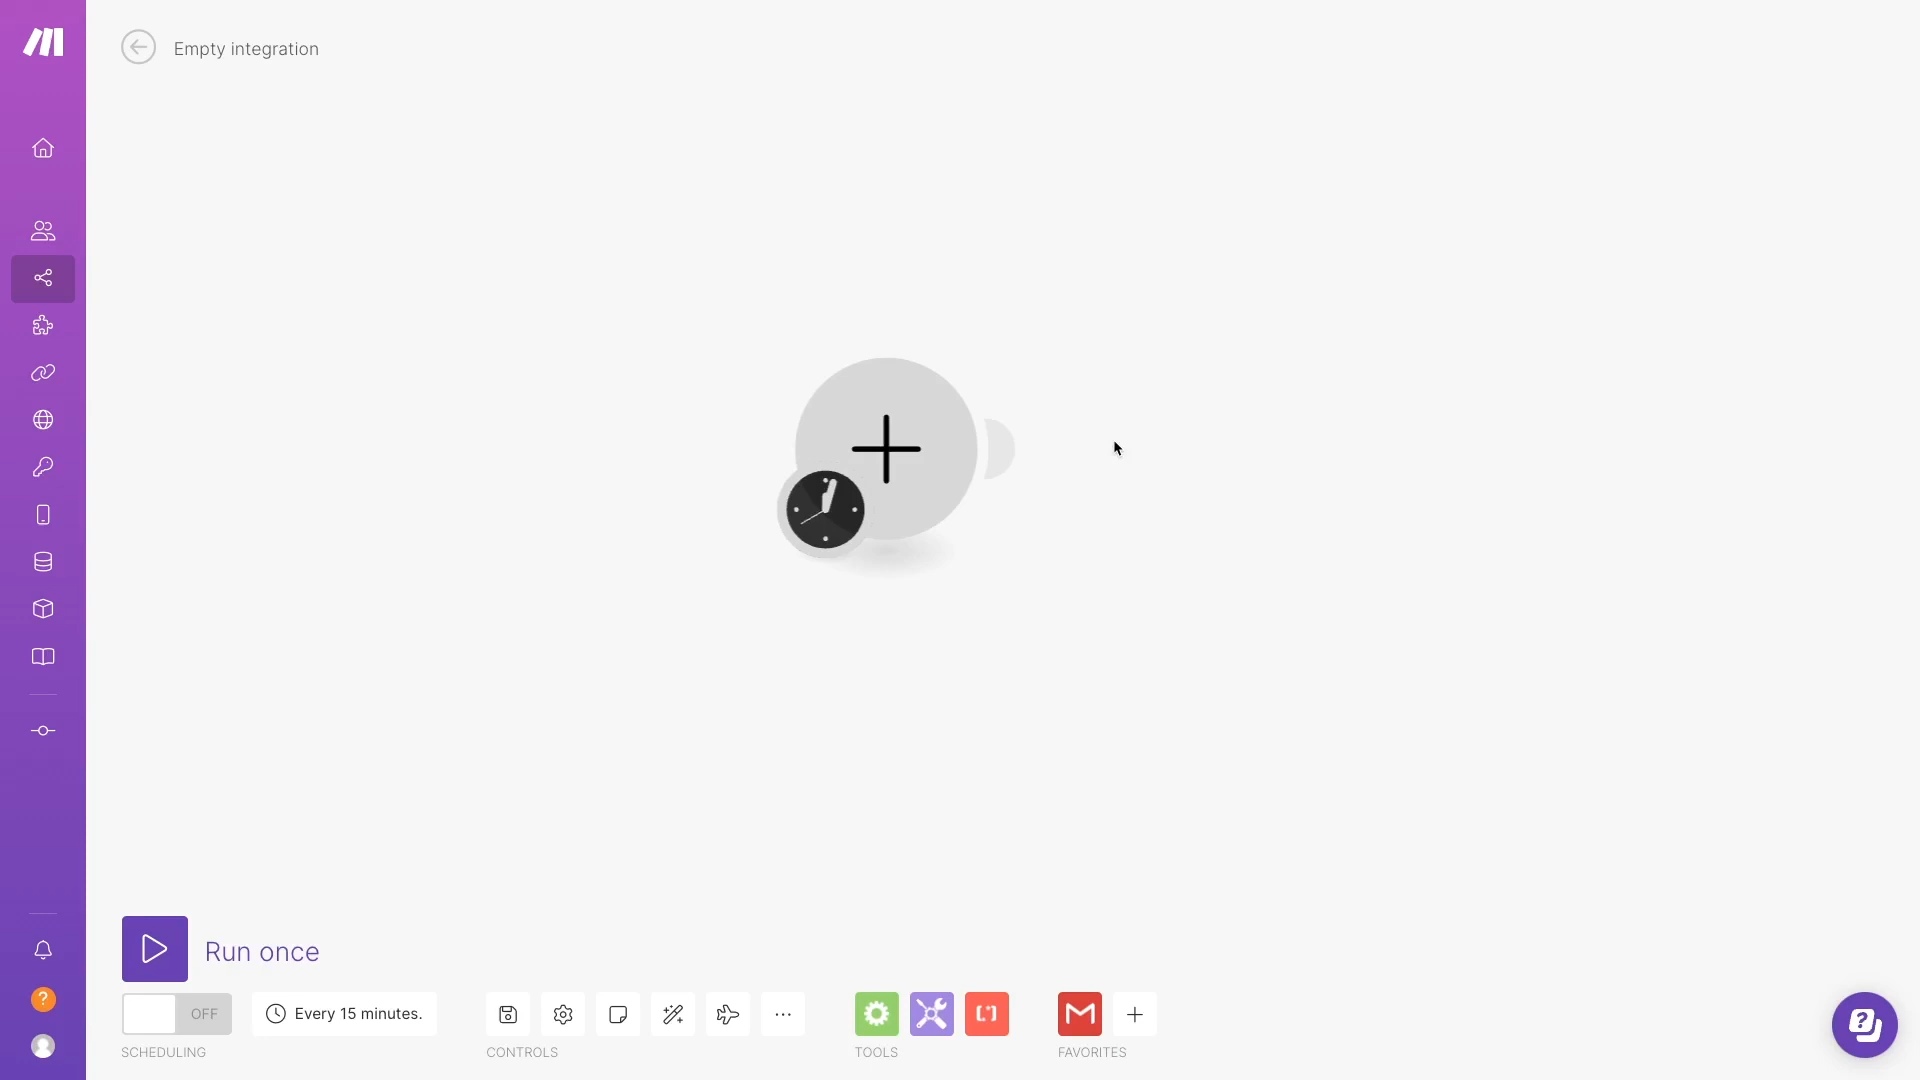 Empty integration
Run once
OFF
Every 15 minutes.
SCHEDULING
CONTROLS
TOOLS
FAVORITES
?
?